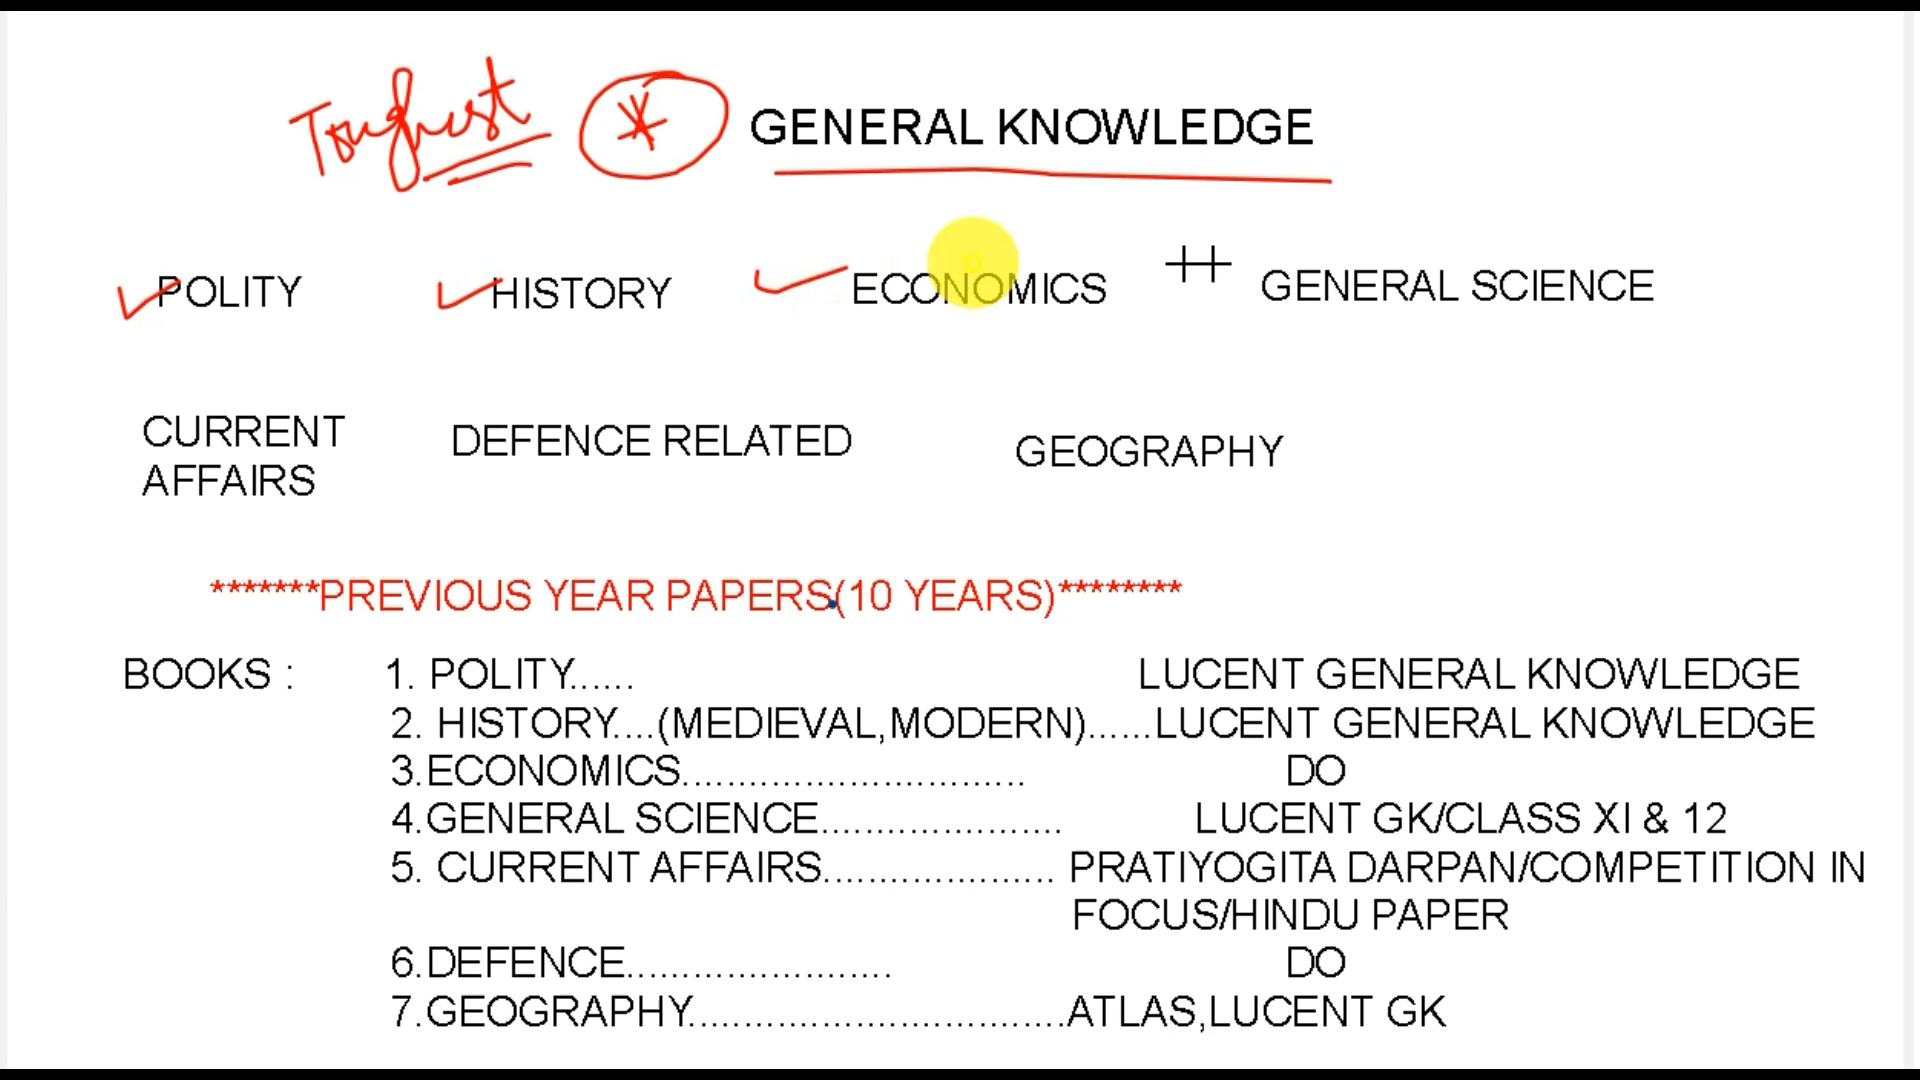 Toughest * GENERAL KNOWLEDGE
POLITY HISTORY ECONOMICS GENERAL SCIENCE
CURRENT
AFFAIRS
DEFENCE RELATED
GEOGRAPHY
*******PREVIOUS YEAR PAPERS(10 YEARS)********
BOOKS : 1. POLITY...... LUCENT GENERAL KNOWLEDGE
2. HISTORY....(MEDIEVAL,MODERN)......LUCENT GENERAL KNOWLEDGE
3.ECONOMICS............................... DO
4.GENERAL SCIENCE...................... LUCENT GK/CLASS XI & 12
5. CURRENT AFFAIRS..................... PRATIYOGITA DARPAN/COMPETITION IN
FOCUS/HINDU PAPER
6.DEFENCE........................ DO
7.GEOGRAPHY..................................ATLAS,LUCENT GK